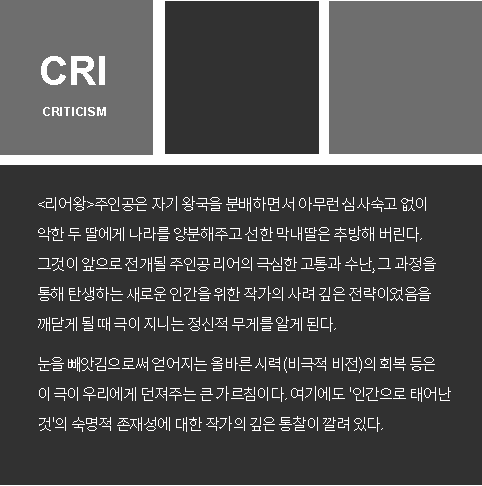 CRI
CRITICISM
<리어왕>주인공은 자기 왕국을 분배하면서 아무런 심사숙고 없이
악한 두 딸에게 나라를 양분해주고 선한 막내딸은 추방해 버린다.
그것이 앞으로 전개될 주인공 리어의 극심한 고통과 수난, 그 과정을
통해 탄생하는 새로운 인간을 위한 작가의 사려 깊은 전략이었음을
깨닫게 될 때 극이 지니는 정신적 무게를 알게 된다.
눈을 빼앗김으로써 얻어지는 올바른 시력(비극적 비전)의 회복 등은
이 극이 우리에게 던져주는 큰 가르침이다. 여기에도 '인간으로 태어난
것'의 숙명적 존재성에 대한 작가의 깊은 통찰이 깔려 있다.